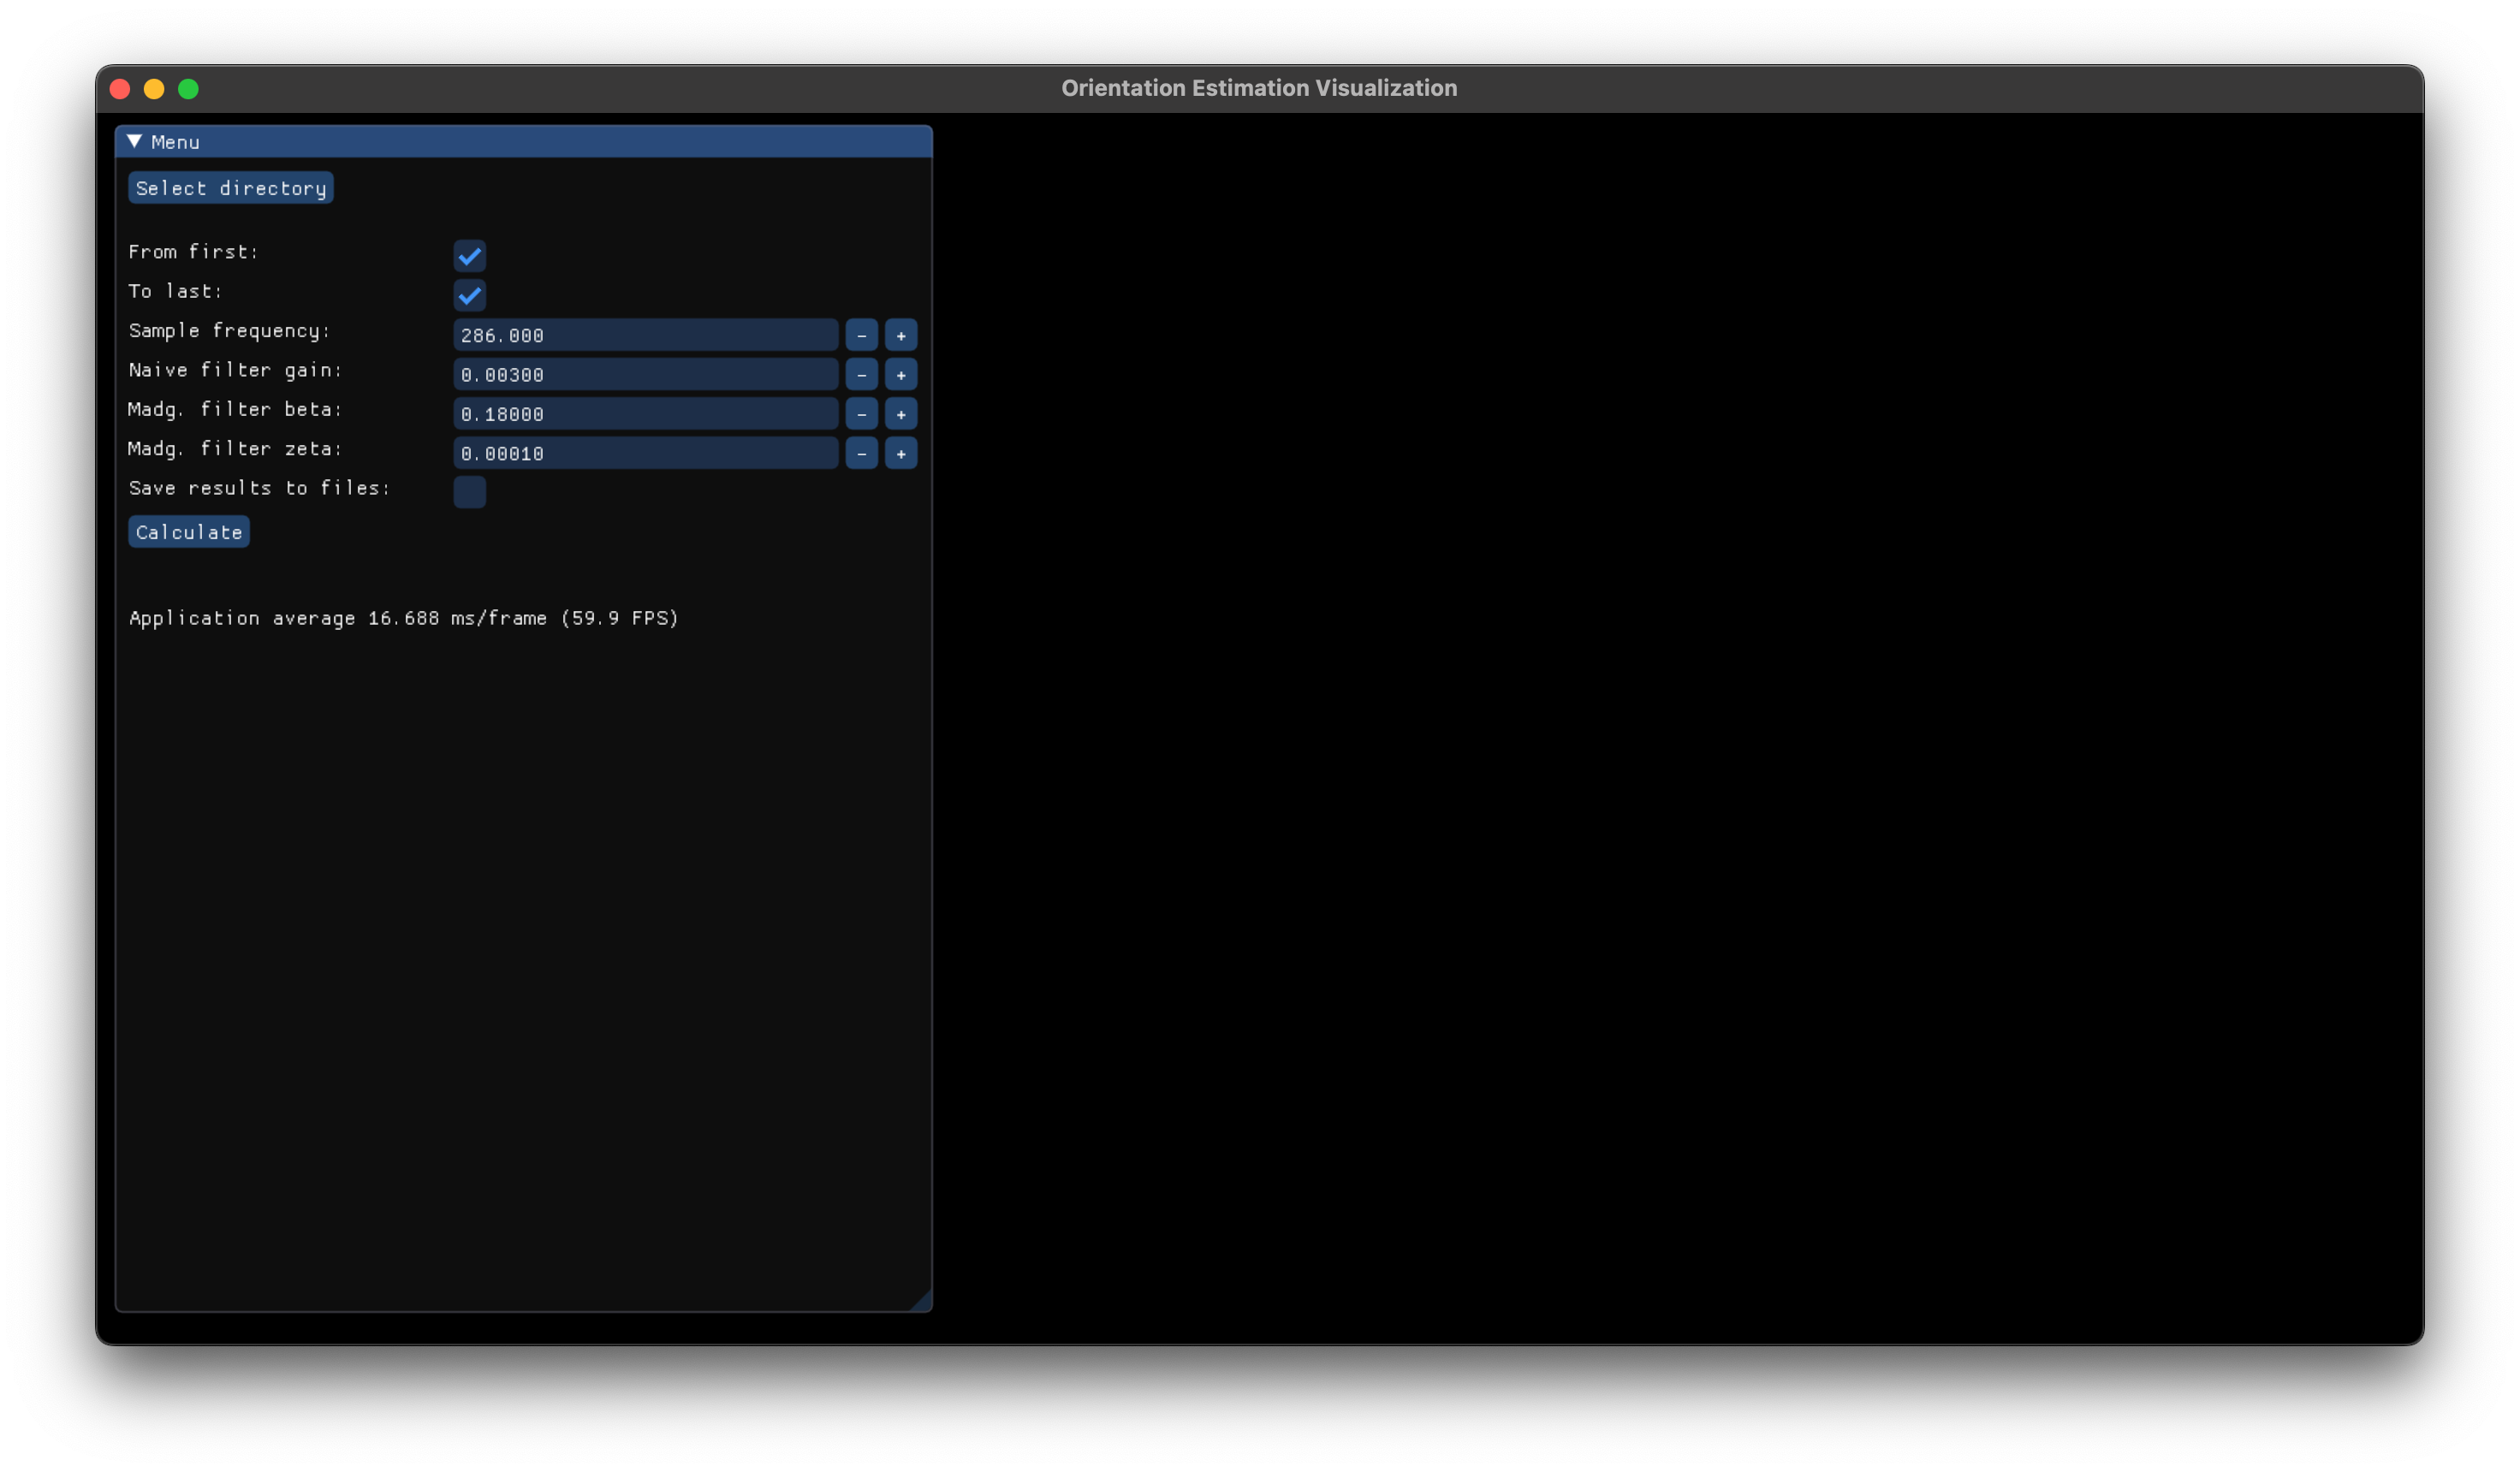 Orientation Estimation Visualization
Menu
Select directory
From first:
To last:
Sample frequency: 286.000 - +
Naive filter gain: 0.00300 - +
Madg. filter beta: 0.18000 - +
Madg. filter zeta: 0.00010 - +
Save results to files:
Calculate
Application average 16.688 ms/frame (59.9 FPS)